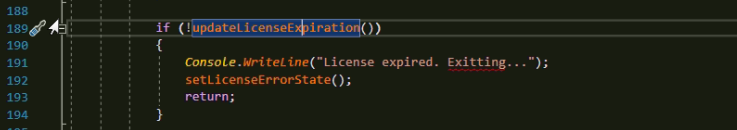 188
189 if (!updateLicenseExpiration())
190 {
191 Console.WriteLine("License expired. Exitting...");
192 setLicenseErrorState();
193 return;
194 }